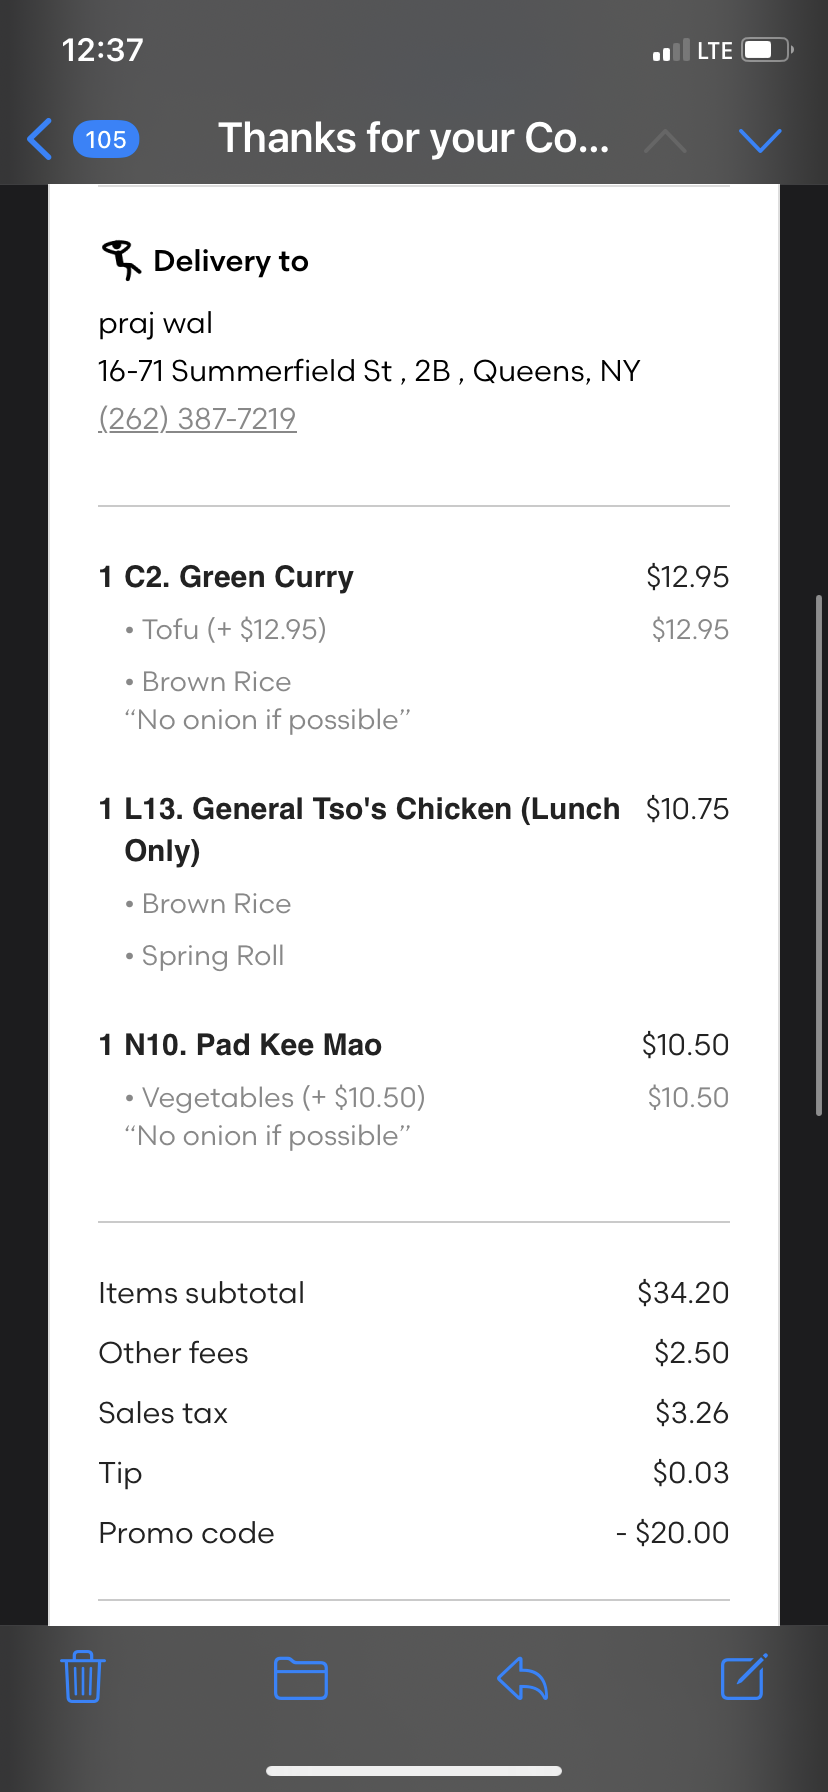 12:37
LTE
105
Thanks for your Co...
Delivery to
praj wal
16-71 Summerfield St , 2B , Queens, NY
(262) 387-7219
1 C2. Green Curry $12.95
• Tofu (+ $12.95) $12.95
• Brown Rice
“No onion if possible”
1 L13. General Tso's Chicken (Lunch $10.75
Only)
• Brown Rice
• Spring Roll
1 N10. Pad Kee Mao $10.50
• Vegetables (+ $10.50) $10.50
“No onion if possible”
Items subtotal $34.20
Other fees $2.50
Sales tax $3.26
Tip $0.03
Promo code - $20.00